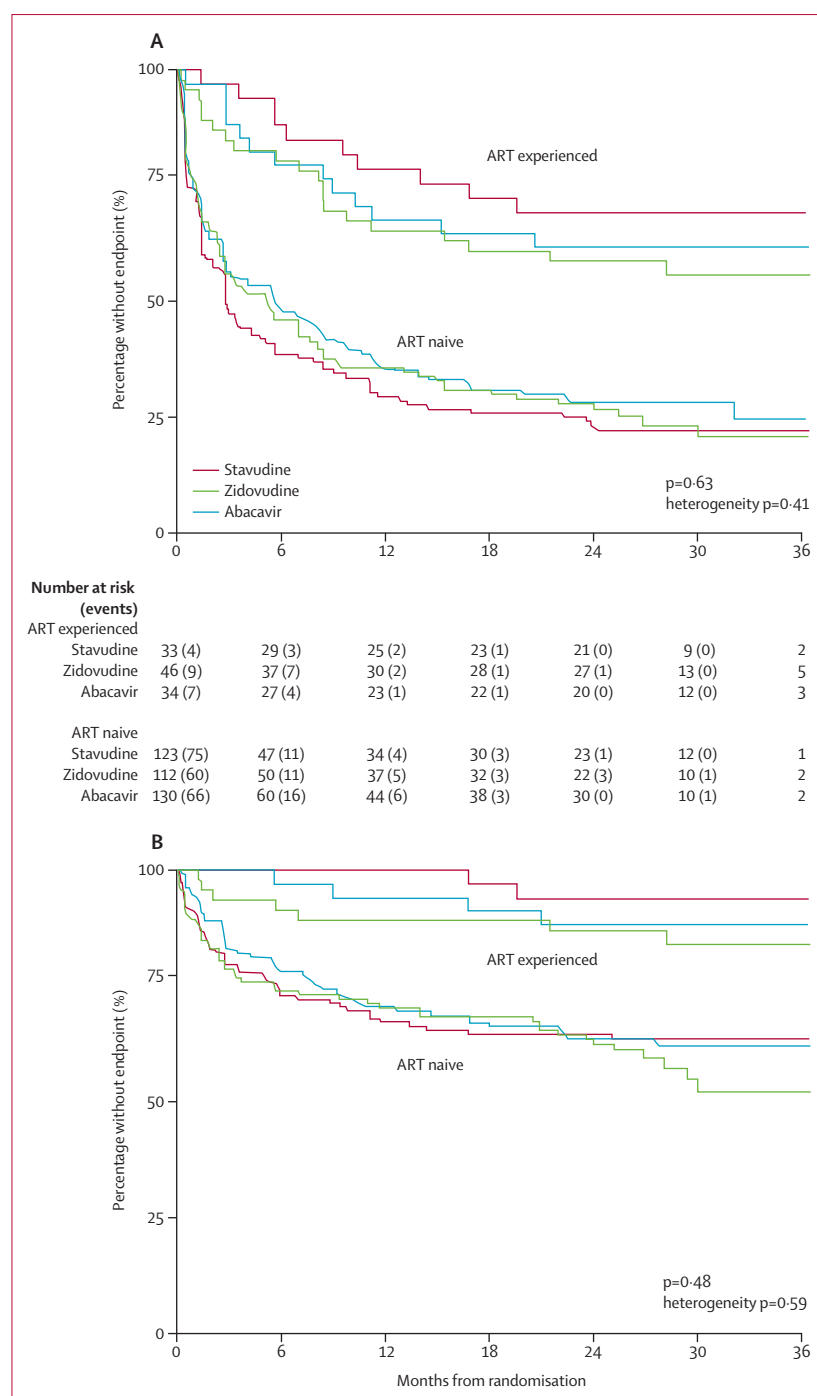 A
100
75
50
25
0
Percentage without endpoint (%)
ART experienced
ART naive
Stavudine
Zidovudine
Abacavir
p=0·63
heterogeneity p=0·41
0 6 12 18 24 30 36
Number at risk
(events)
ART experienced
Stavudine 33 (4) 29 (3) 25 (2) 23 (1) 21 (0) 9 (0) 2
Zidovudine 46 (9) 37 (7) 30 (2) 28 (1) 27 (1) 13 (0) 5
Abacavir 34 (7) 27 (4) 23 (1) 22 (1) 20 (0) 12 (0) 3
ART naive
Stavudine 123 (75) 47 (11) 34 (4) 30 (3) 23 (1) 12 (0) 1
Zidovudine 112 (60) 50 (11) 37 (5) 32 (3) 22 (3) 10 (1) 2
Abacavir 130 (66) 60 (16) 44 (6) 38 (3) 30 (0) 10 (1) 2
B
100
75
50
25
0
Percentage without endpoint (%)
ART experienced
ART naive
p=0·48
heterogeneity p=0·59
0 6 12 18 24 30 36
Months from randomisation